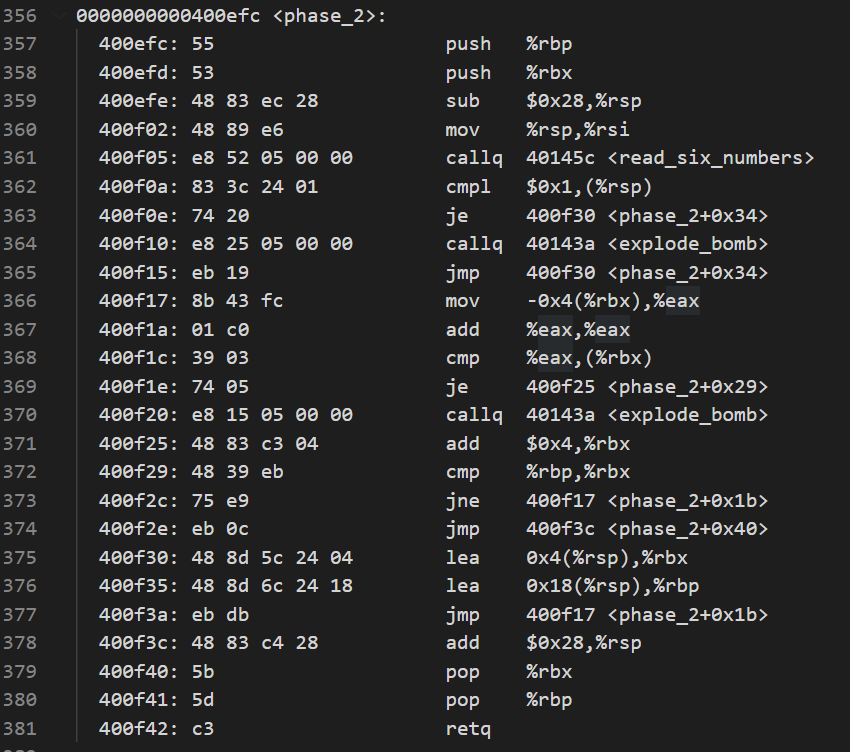 356 0000000000400efc <phase_2>:
357 400efc: 55 push %rbp
358 400efd: 53 push %rbx
359 400efe: 48 83 ec 28 sub $0x28,%rsp
360 400f02: 48 89 e6 mov %rsp,%rsi
361 400f05: e8 52 05 00 00 callq 40145c <read_six_numbers>
362 400f0a: 83 3c 24 01 cmpl $0x1,(%rsp)
363 400f0e: 74 20 je 400f30 <phase_2+0x34>
364 400f10: e8 25 05 00 00 callq 40143a <explode_bomb>
365 400f15: eb 19 jmp 400f30 <phase_2+0x34>
366 400f17: 8b 43 fc mov -0x4(%rbx),%eax
367 400f1a: 01 c0 add %eax,%eax
368 400f1c: 39 03 cmp %eax,(%rbx)
369 400f1e: 74 05 je 400f25 <phase_2+0x29>
370 400f20: e8 15 05 00 00 callq 40143a <explode_bomb>
371 400f25: 48 83 c3 04 add $0x4,%rbx
372 400f29: 48 39 eb cmp %rbp,%rbx
373 400f2c: 75 e9 jne 400f17 <phase_2+0x1b>
374 400f2e: eb 0c jmp 400f3c <phase_2+0x40>
375 400f30: 48 8d 5c 24 04 lea 0x4(%rsp),%rbx
376 400f35: 48 8d 6c 24 18 lea 0x18(%rsp),%rbp
377 400f3a: eb db jmp 400f17 <phase_2+0x1b>
378 400f3c: 48 83 c4 28 add $0x28,%rsp
379 400f40: 5b pop %rbx
380 400f41: 5d pop %rbp
381 400f42: c3 retq